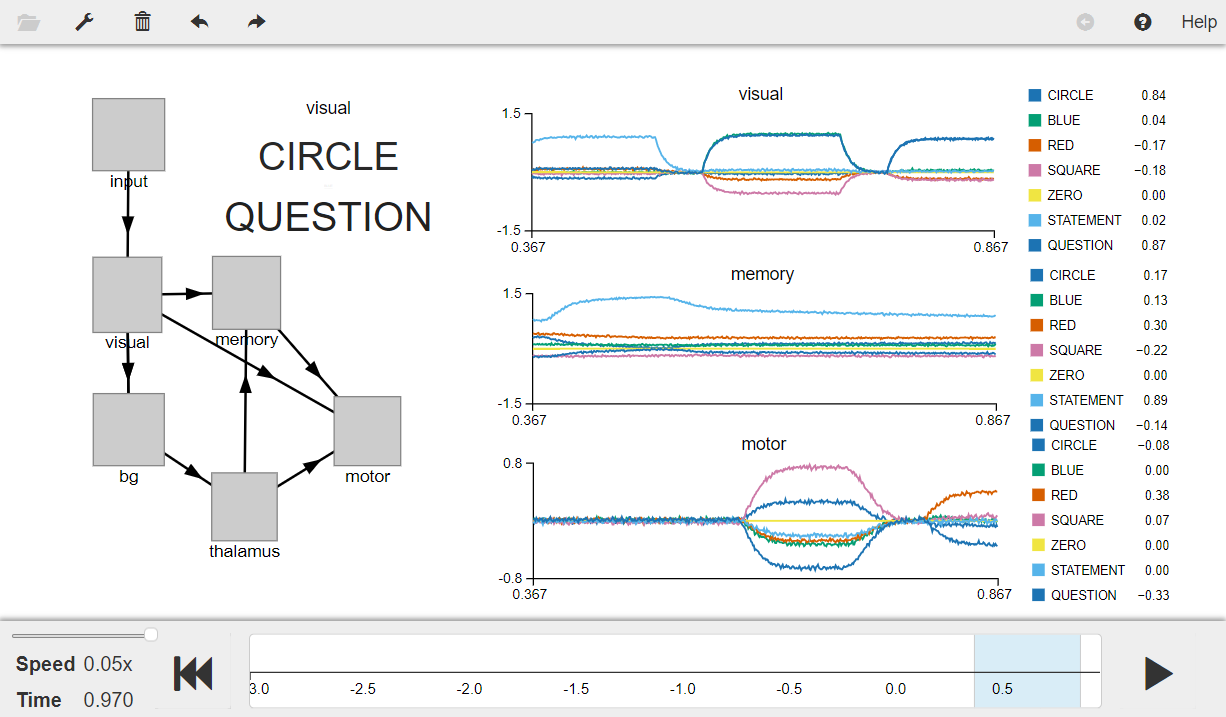 Help
input
visual
memory
bg
thalamus
motor
visual
CIRCLE
QUESTION
visual
1.5
-1.5
0.367
0.867
CIRCLE 0.84
BLUE 0.04
RED −0.17
SQUARE −0.18
ZERO 0.00
STATEMENT 0.02
QUESTION 0.87
memory
1.5
-1.5
0.367
0.867
CIRCLE 0.17
BLUE 0.13
RED 0.30
SQUARE −0.22
ZERO 0.00
STATEMENT 0.89
QUESTION −0.14
motor
0.8
-0.8
0.367
0.867
CIRCLE −0.08
BLUE 0.00
RED 0.38
SQUARE 0.07
ZERO 0.00
STATEMENT 0.00
QUESTION −0.33
Speed 0.05x
Time 0.970
3.0 -2.5 -2.0 -1.5 -1.0 -0.5 0.0 0.5